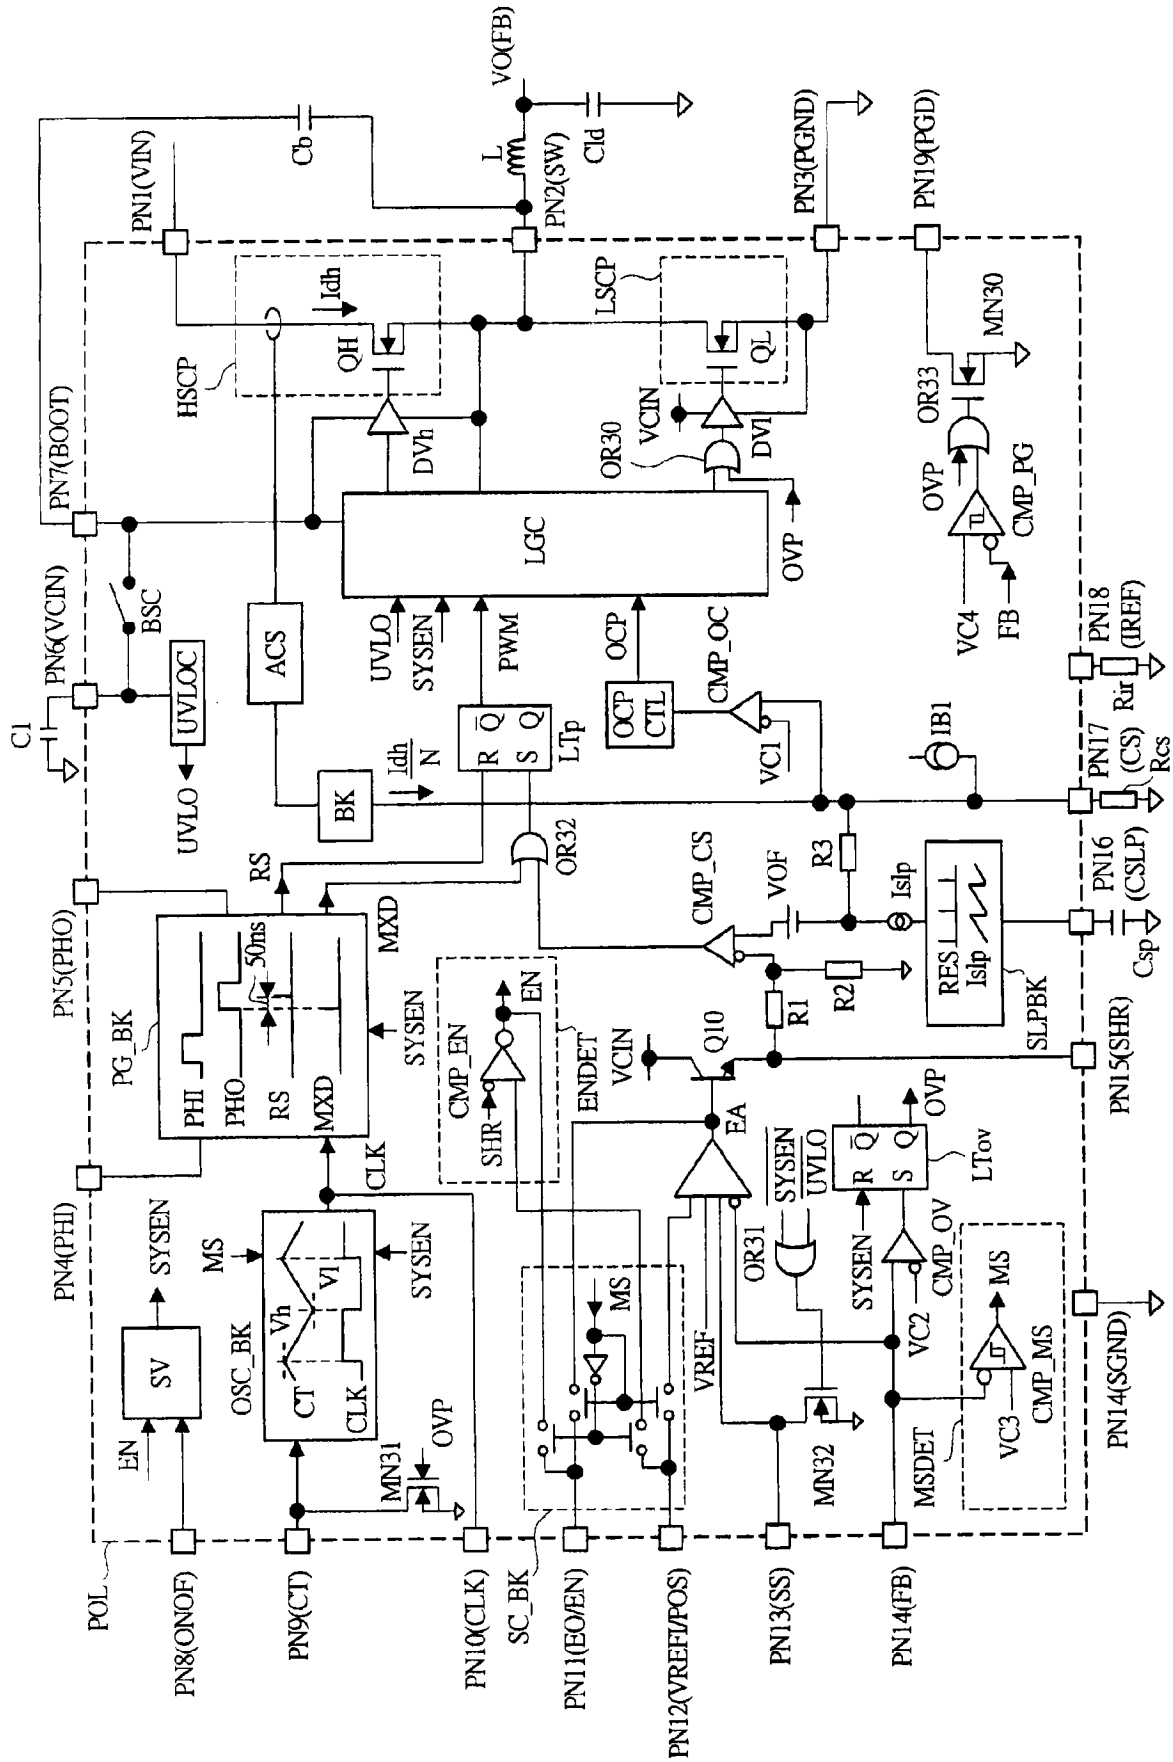 POL
PN4(PHI)
PN5(PHO)
PN6(VCIN)
PN7(BOOT)
C1
Cb
PN8(ONOF)
PN9(CT)
PN10(CLK)
SC_BK
PN11(EO/EN)
PN12(VREFI/POS)
PN13(SS)
PN14(FB)
EN
SV
SYSEN
OSC_BK
MS
Vh
Vl
CT
CLK
SYSEN
MN31
OVP
CLK
PG_BK
PHI
PHO
RS
MXD
50ns
SYSEN
RS
MXD
UVLO
UVLOC
BSC
ACS
BK
Idh
N
HSCP
Idh
QH
DVh
PN1(VIN)
L
VO(FB)
PN2(SW)
Cld
UVLO
SYSEN
PWM
LGC
OCP
R
Q
S
Q
LTp
OR32
OCP
CTL
CMP_OC
VC1
OR30
OVP
VCIN
DVl
LSCP
QL
PN3(PGND)
CMP_EN
SHR
EN
ENDET
MS
VCIN
Q10
EA
VREF
CMP_CS
VOF
R1
R2
R3
Islp
RES
Islp
SLPBK
IB1
OR31
SYSEN
UVLO
MN32
SYSEN
R
Q
S
Q
OVP
LTov
CMP_OV
VC2
MSDET
VC3
MS
CMP_MS
VC4
FB
OVP
CMP_PG
OR33
MN30
PN19(PGD)
PN14(SGND)
PN15(SHR)
PN16
(CSLP)
Csp
PN17
(CS)
Rcs
PN18
(IREF)
Rir